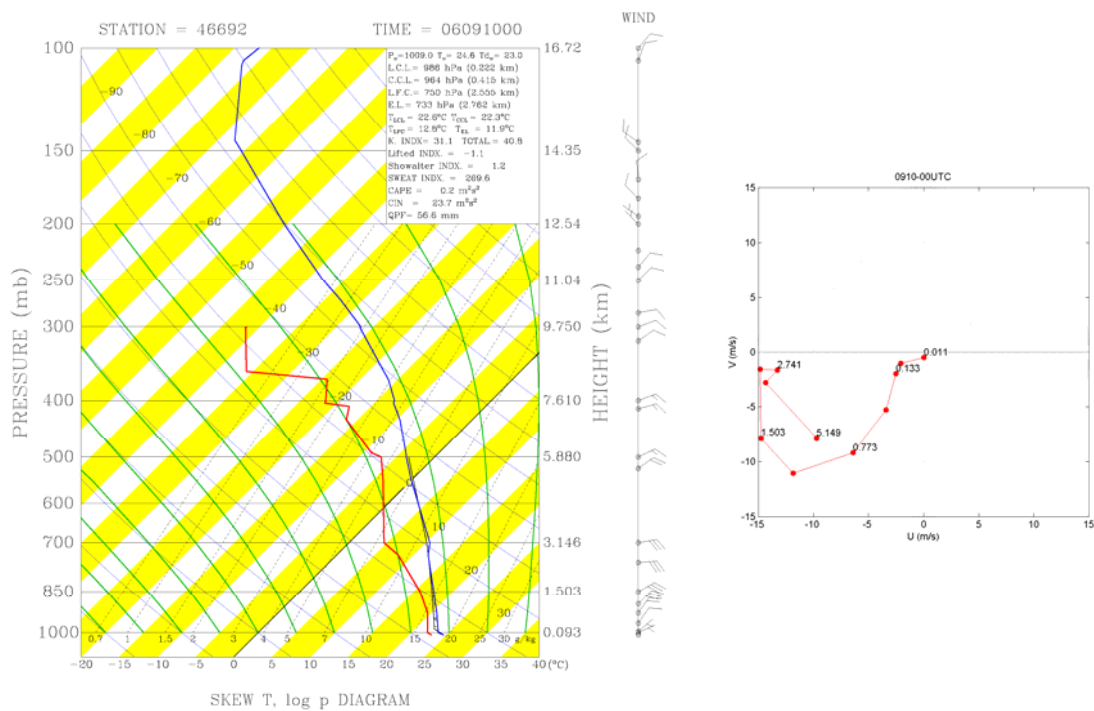 STATION = 46692 TIME = 06091000 WIND
100 16.72
P_s=1009.0 T_s= 24.6 Td_s= 23.0
L.C.L.= 986 hPa (0.222 km)
C.C.L.= 964 hPa (0.415 km)
L.F.C.= 750 hPa (2.555 km)
E.L.= 733 hPa (2.762 km)
T_LCL= 22.6°C T_CCL= 22.3°C
T_LFC= 12.8°C T_EL= 11.9°C
K. INDX= 31.1 TOTAL= 40.8
Lifted INDX. = -1.1
Showalter INDX. = 1.2
SWEAT INDX. = 269.6
CAPE = 0.2 m²s²
CIN = 23.7 m²s²
QPF= 56.6 mm
-90
-80
150 14.35
-70
-60
200 12.54
-50
250 11.04
-40
300 9.750
-30
400 7.610
-20
-10
500 5.880
0
600
10
700 3.146
20
850 1.503
30
1000 0.093
0.7 1 1.5 2 3 4 5 7 10 15 20 25 30 g/kg
-20 -15 -10 -5 0 5 10 15 20 25 30 35 40 (°C)
PRESSURE (mb)
HEIGHT (km)
SKEW T, log p DIAGRAM
0910-00UTC
15
10
5
0
-5
-10
-15
V (m/s)
0.011
0.133
2.741
1.503
5.149
0.773
-15 -10 -5 0 5 10 15
U (m/s)